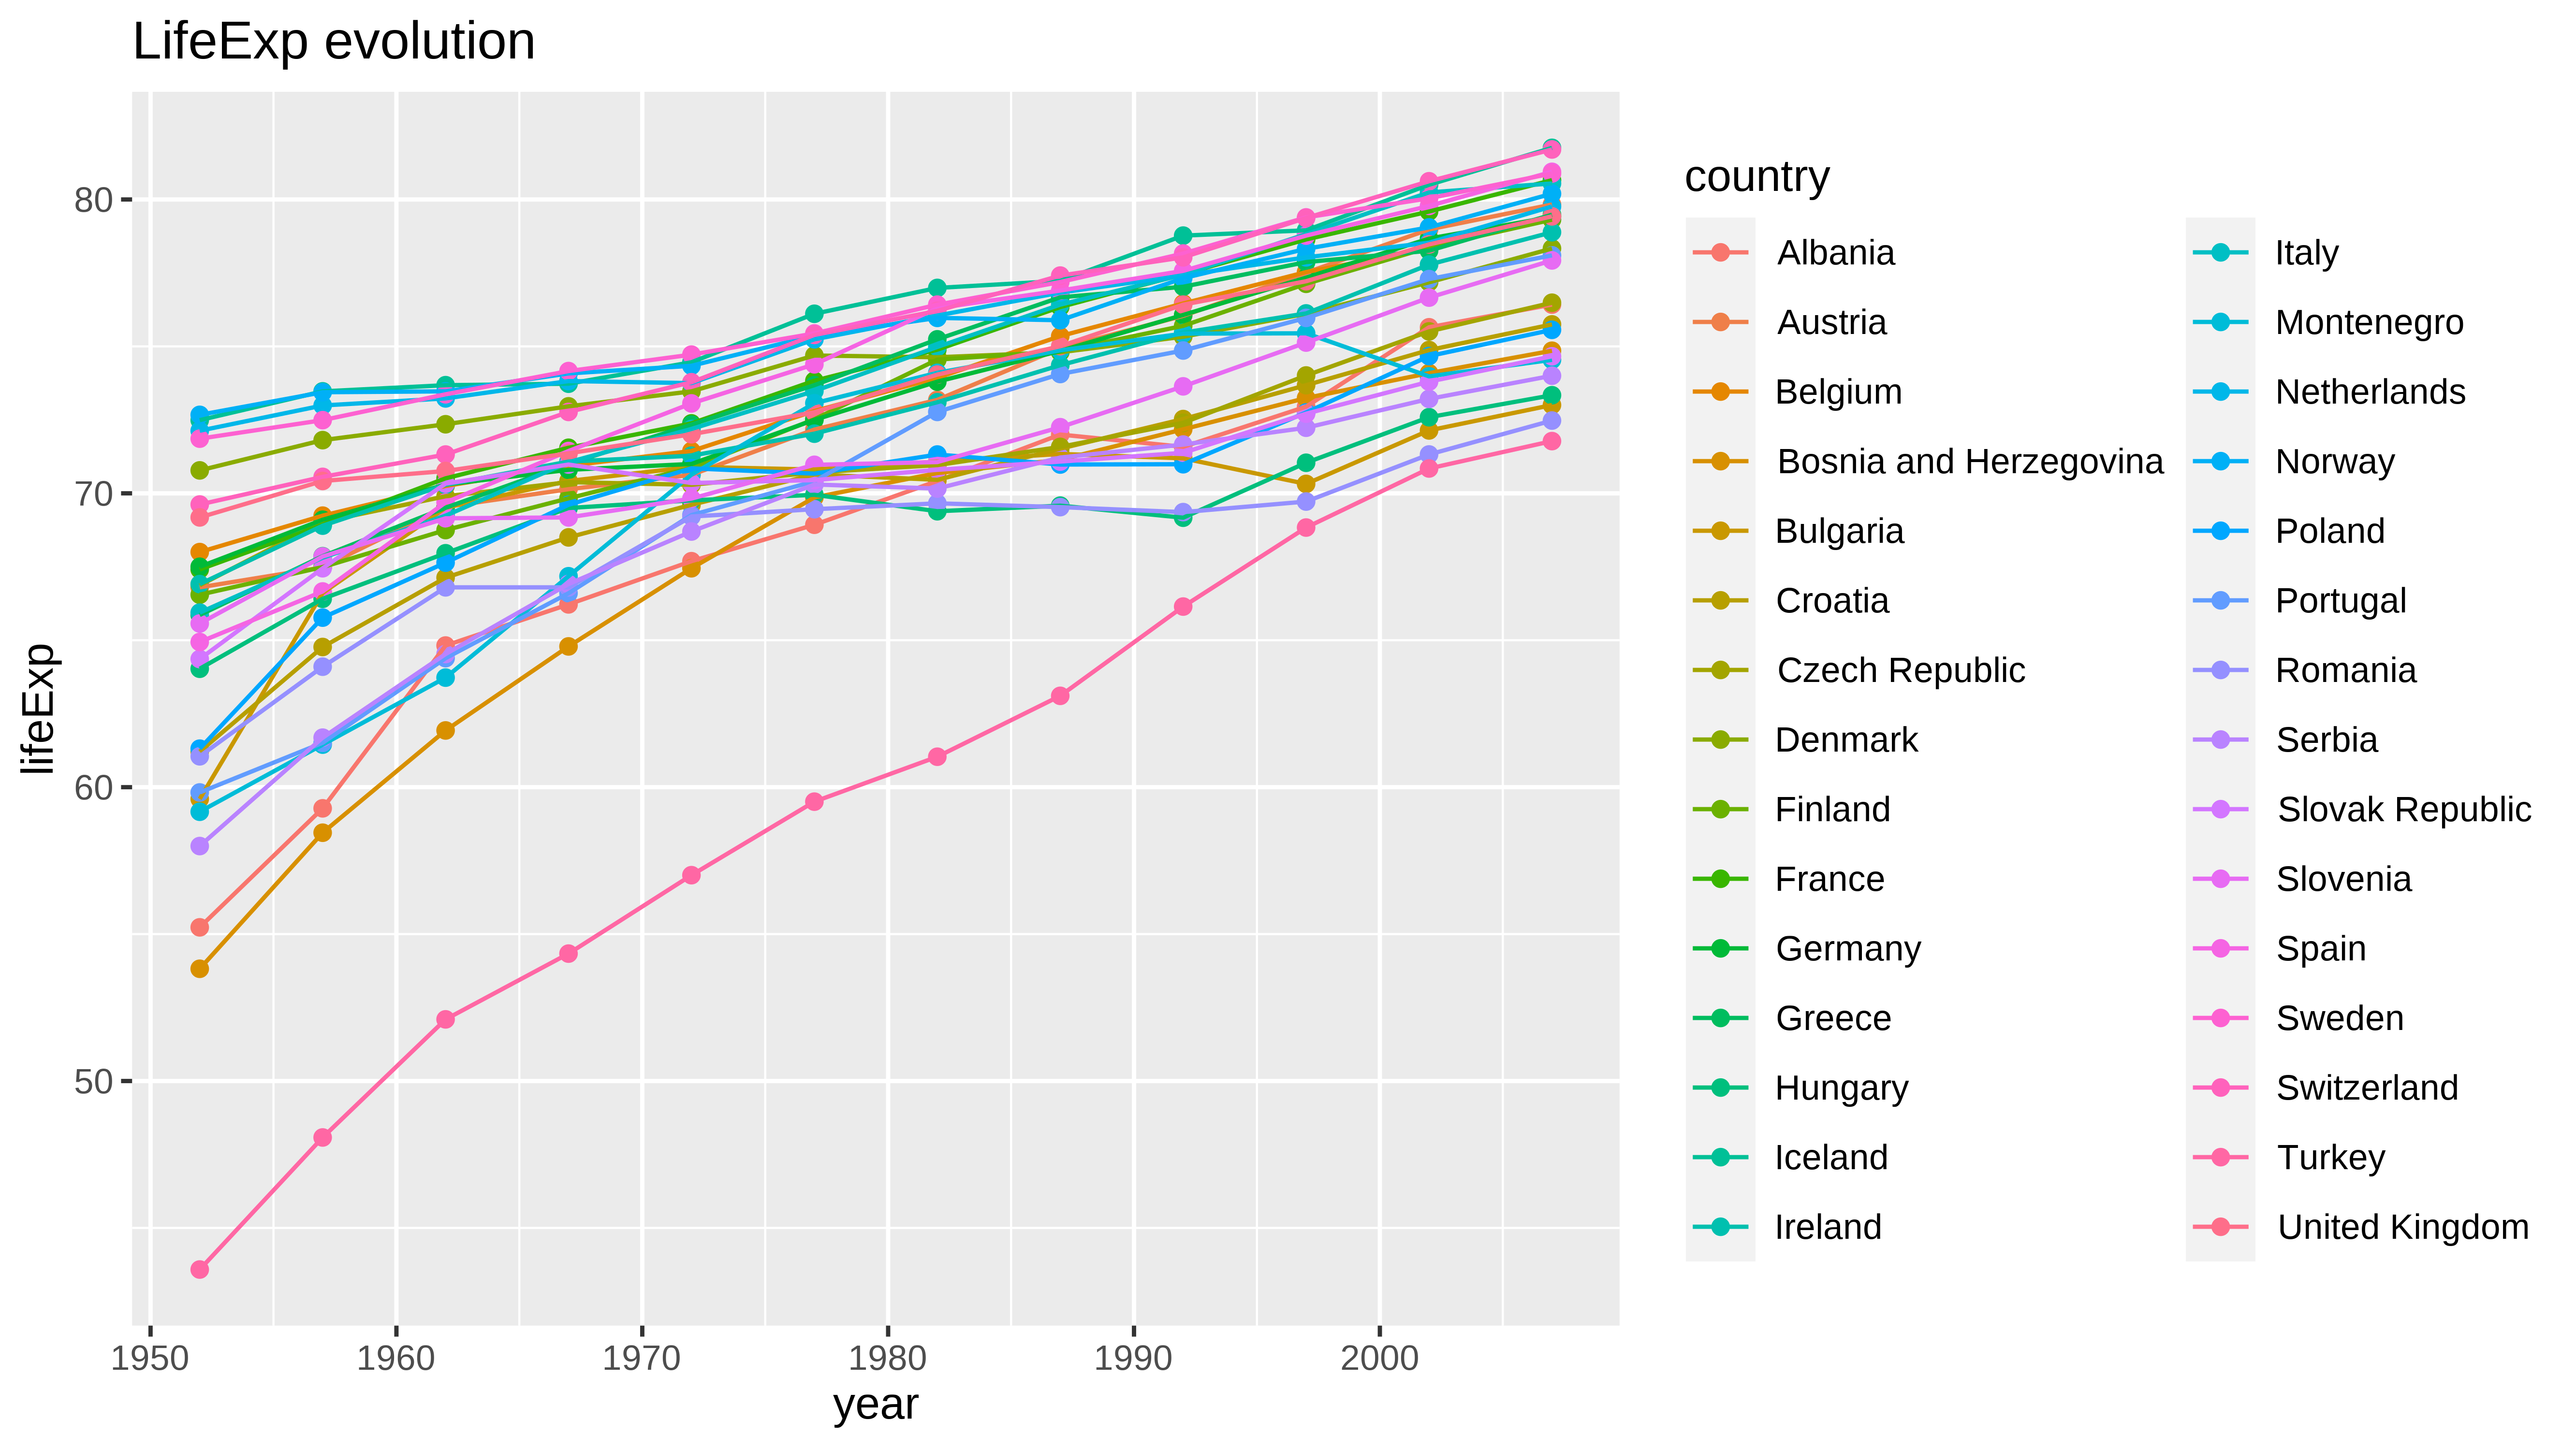 LifeExp evolution
lifeExp
80
70
60
50
1950 1960 1970 1980 1990 2000
year
country
Albania
Austria
Belgium
Bosnia and Herzegovina
Bulgaria
Croatia
Czech Republic
Denmark
Finland
France
Germany
Greece
Hungary
Iceland
Ireland
Italy
Montenegro
Netherlands
Norway
Poland
Portugal
Romania
Serbia
Slovak Republic
Slovenia
Spain
Sweden
Switzerland
Turkey
United Kingdom